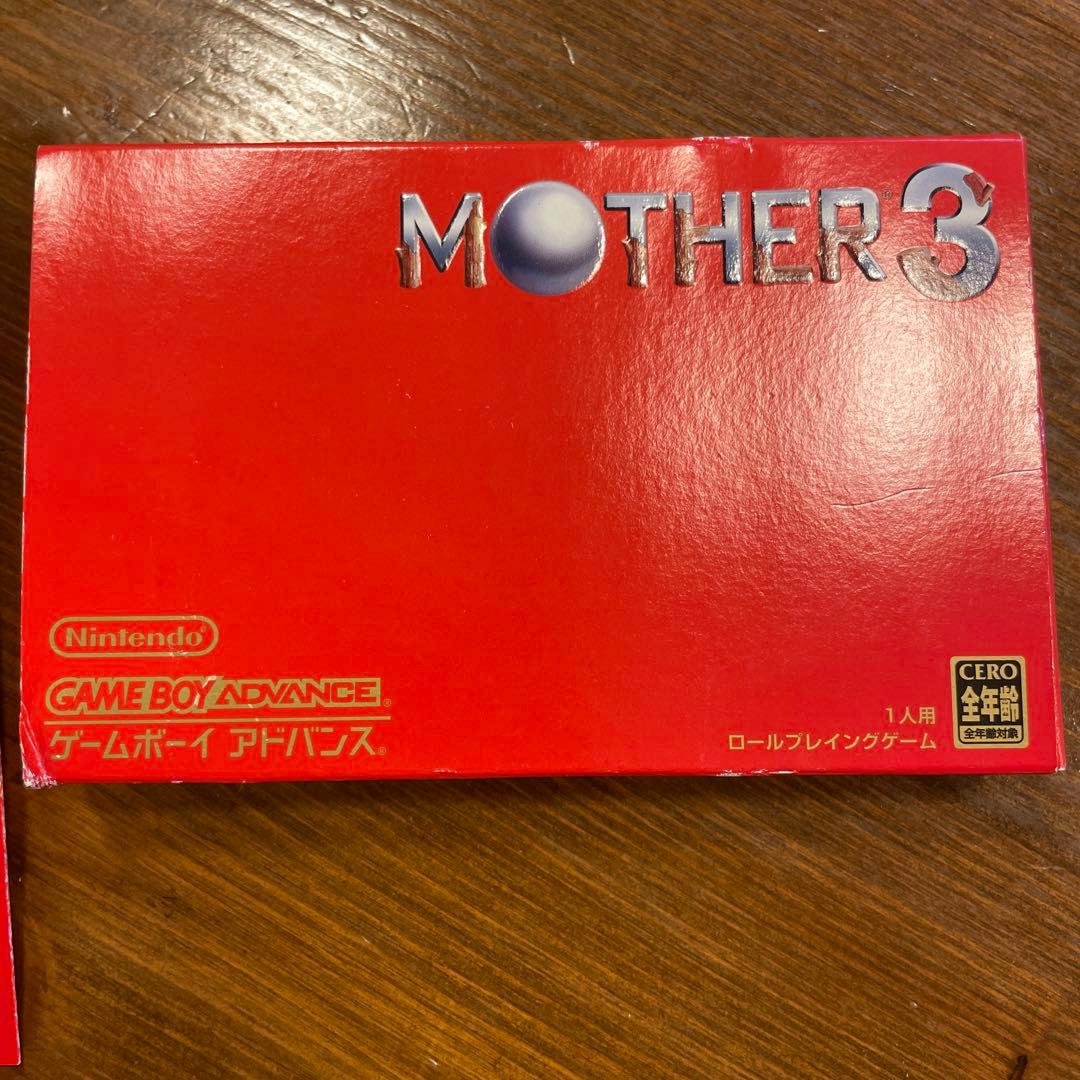 MOTHER® 3
Nintendo®
GAME BOY ADVANCE®
ゲームボーイ アドバンス®
1人用
ロールプレイングゲーム
CERO
全年齢
全年齢対象